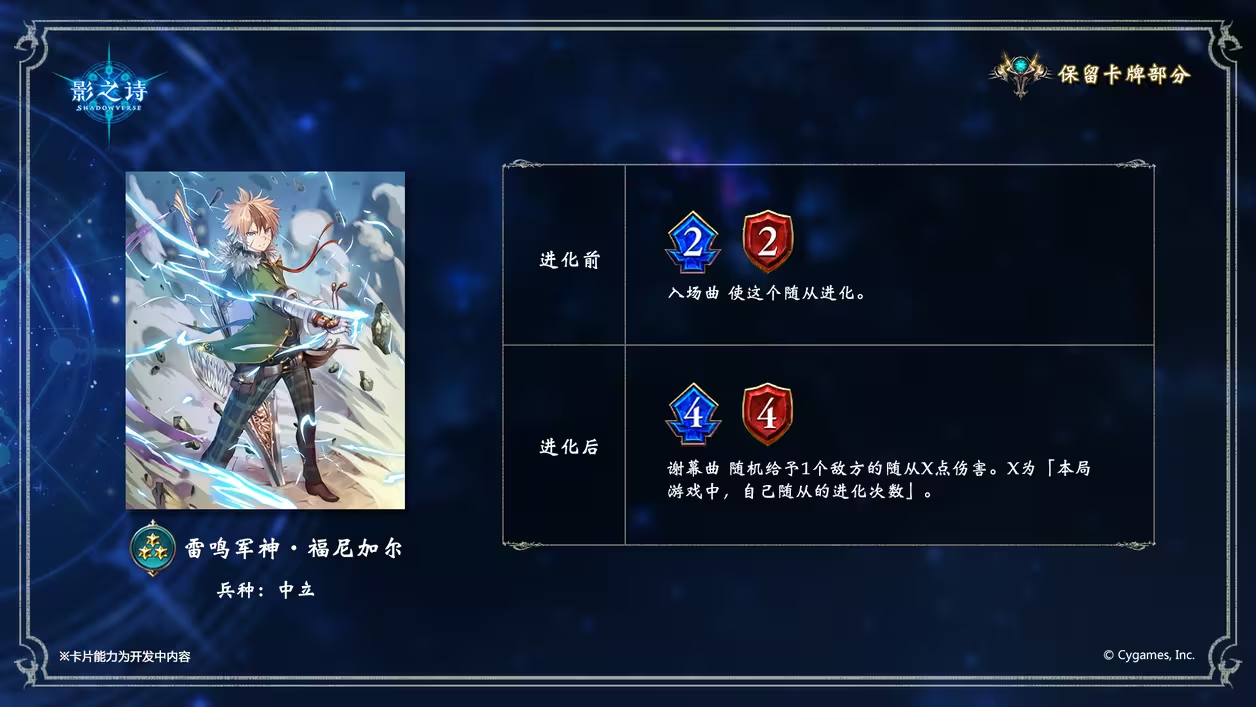 影之诗
SHADOWVERSE
保留卡牌部分
进化前
2 2
入场曲 使这个随从进化。
进化后
4 4
谢幕曲 随机给予1个敌方的随从X点伤害。X为「本局
游戏中，自己随从的进化次数」。
雷鸣军神·福尼加尔
兵种：中立
※卡片能力为开发中内容
© Cygames, Inc.